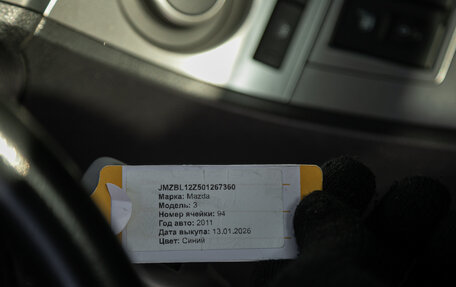 JMZBL12Z501267360
Марка: Mazda
Модель: 3
Номер ячейки: 94
Год авто: 2011
Дата выкупа: 13.01.2026
Цвет: Синий